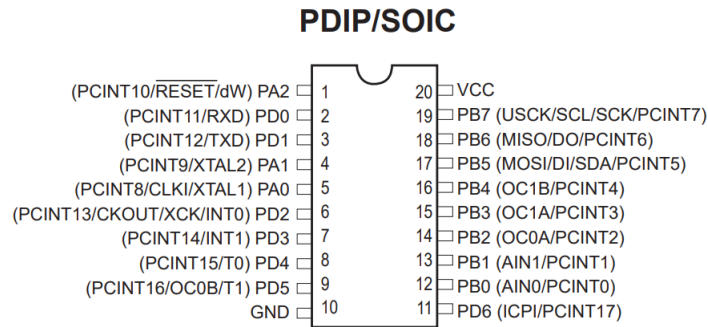 PDIP/SOIC
(PCINT10/RESET/dW) PA2 1 20 VCC
(PCINT11/RXD) PD0 2 19 PB7 (USCK/SCL/SCK/PCINT7)
(PCINT12/TXD) PD1 3 18 PB6 (MISO/DO/PCINT6)
(PCINT9/XTAL2) PA1 4 17 PB5 (MOSI/DI/SDA/PCINT5)
(PCINT8/CLKI/XTAL1) PA0 5 16 PB4 (OC1B/PCINT4)
(PCINT13/CKOUT/XCK/INT0) PD2 6 15 PB3 (OC1A/PCINT3)
(PCINT14/INT1) PD3 7 14 PB2 (OC0A/PCINT2)
(PCINT15/T0) PD4 8 13 PB1 (AIN1/PCINT1)
(PCINT16/OC0B/T1) PD5 9 12 PB0 (AIN0/PCINT0)
GND 10 11 PD6 (ICPI/PCINT17)